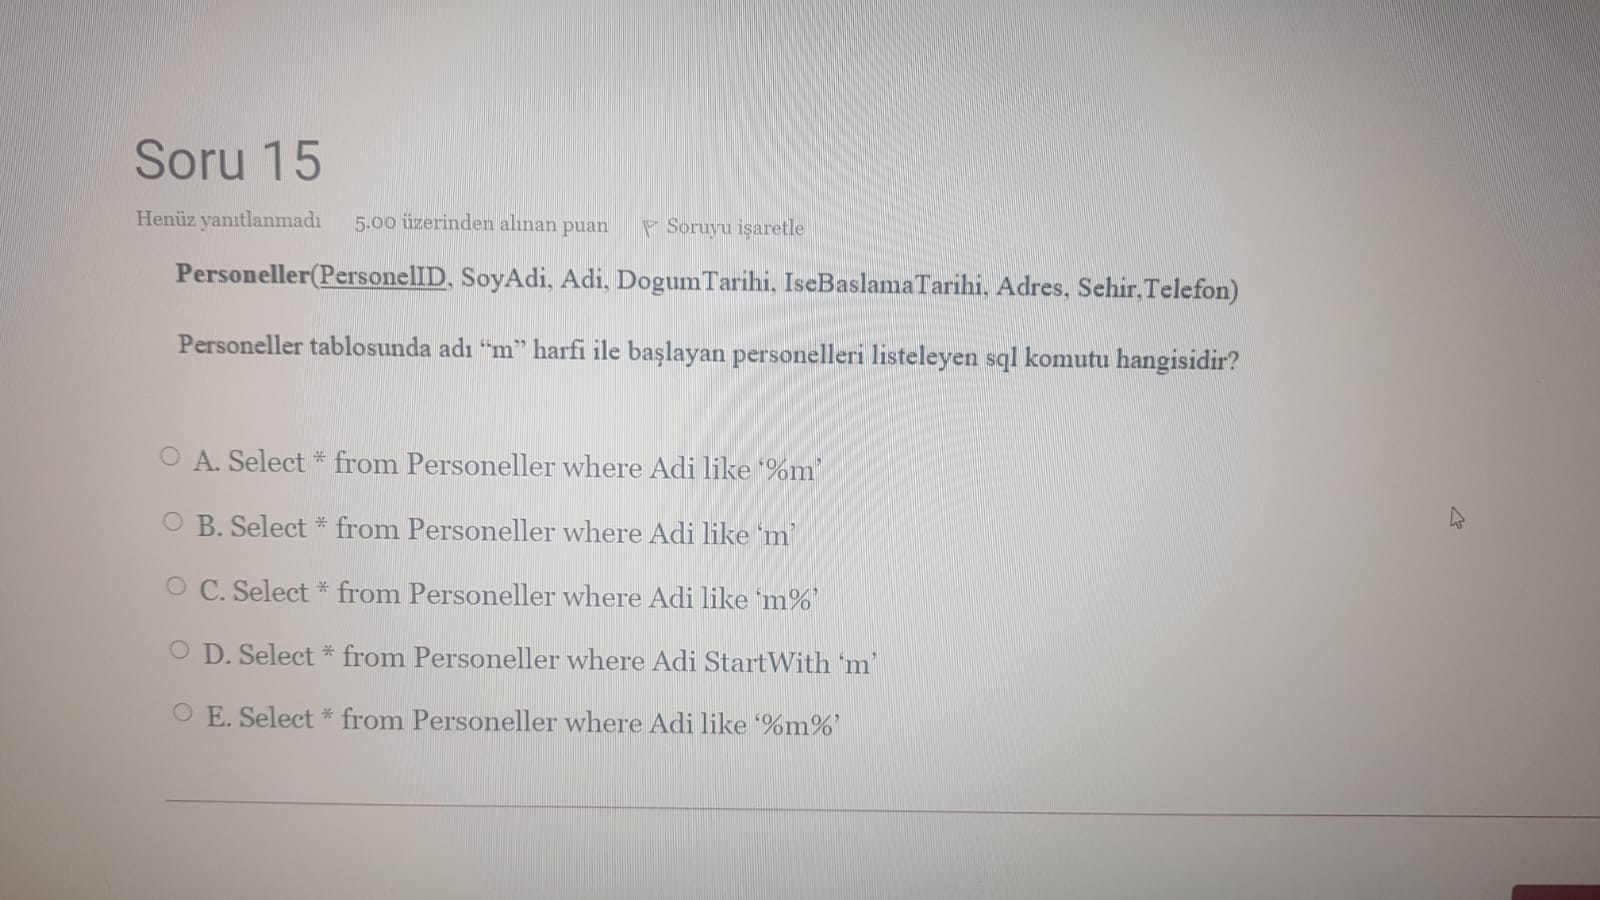 Soru 15
Henüz yanıtlanmadı 5.00 üzerinden alınan puan Soruyu işaretle
Personeller(PersonelID, SoyAdi, Adi, DogumTarihi, IseBaslamaTarihi, Adres, Sehir,Telefon)
Personeller tablosunda adı “m” harfi ile başlayan personelleri listeleyen sql komutu hangisidir?
A. Select * from Personeller where Adi like ‘%m’
B. Select * from Personeller where Adi like ‘m’
C. Select * from Personeller where Adi like ‘m%’
D. Select * from Personeller where Adi StartWith ‘m’
E. Select * from Personeller where Adi like ‘%m%’